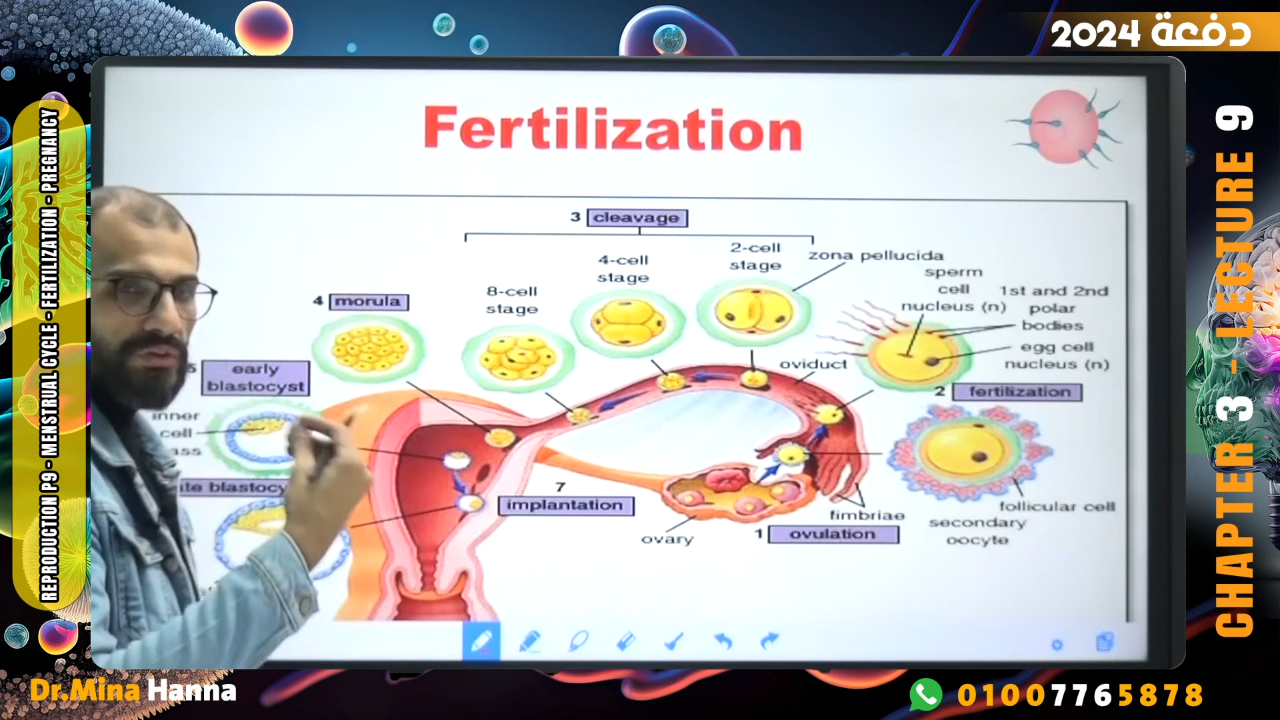 دفعة 2024
REPRODUCTION P9 - MENSTRUAL CYCLE - FERTILIZATION - PREGNANCY
CHAPTER 3 - LECTURE 9
Fertilization
3 cleavage
2-cell
stage
zona pellucida
4-cell
stage
sperm
cell
nucleus (n)
1st and 2nd
polar
bodies
8-cell
stage
4 morula
egg cell
nucleus (n)
oviduct
5 early
blastocyst
2 fertilization
inner
cell
7
implantation
follicular cell
fimbriae
secondary
oocyte
ovary
1 ovulation
Dr.Mina Hanna
01007765878